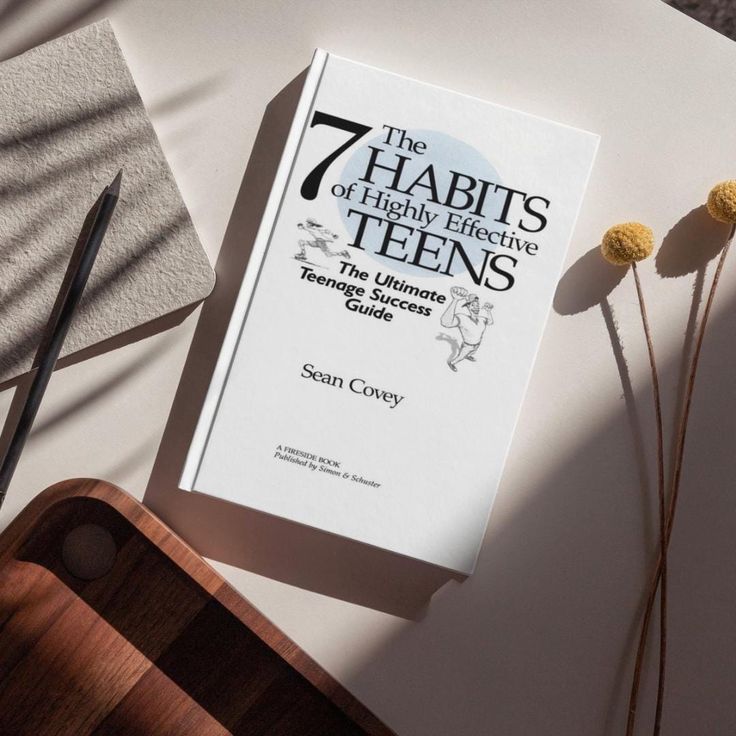 7 The
HABITS
of Highly Effective
TEENS
The Ultimate
Teenage Success
Guide
Sean Covey
A FIRESIDE BOOK
Published by Simon & Schuster